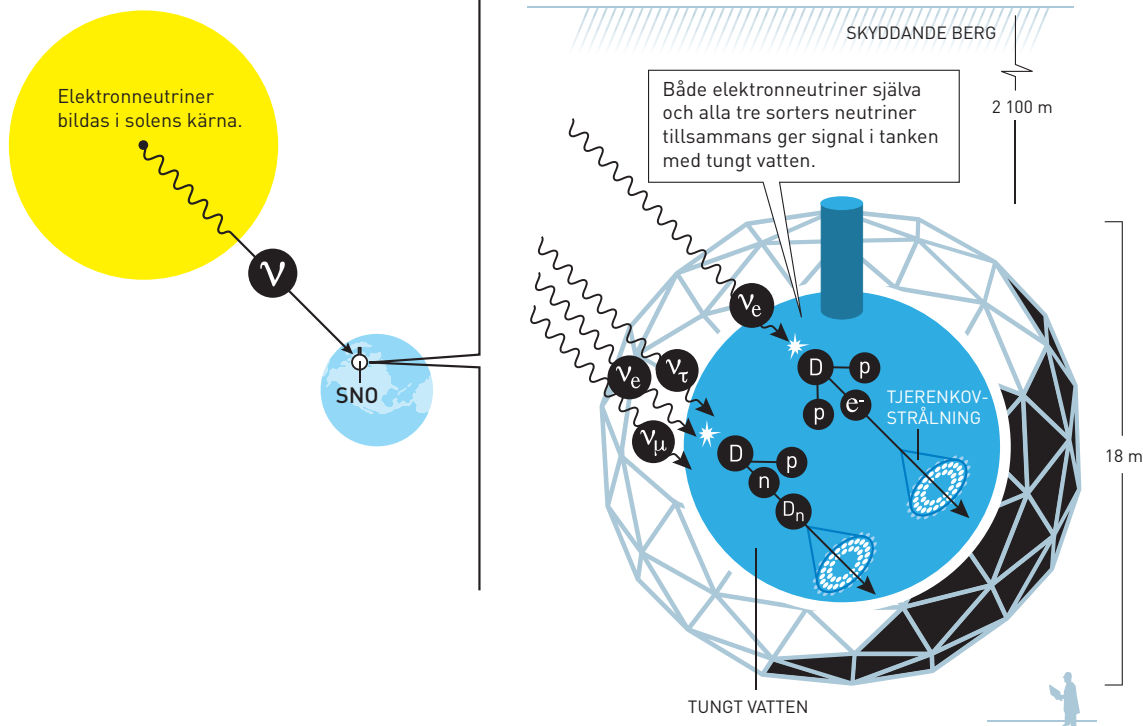 Elektronneutriner
bildas i solens kärna.
ν
SNO
SKYDDANDE BERG
2 100 m
Både elektronneutriner själva
och alla tre sorters neutriner
tillsammans ger signal i tanken
med tungt vatten.
νe
ντ
νe
νμ
D
p
p
e-
TJERENKOV-
STRÅLNING
D
p
n
Dn
18 m
TUNGT VATTEN